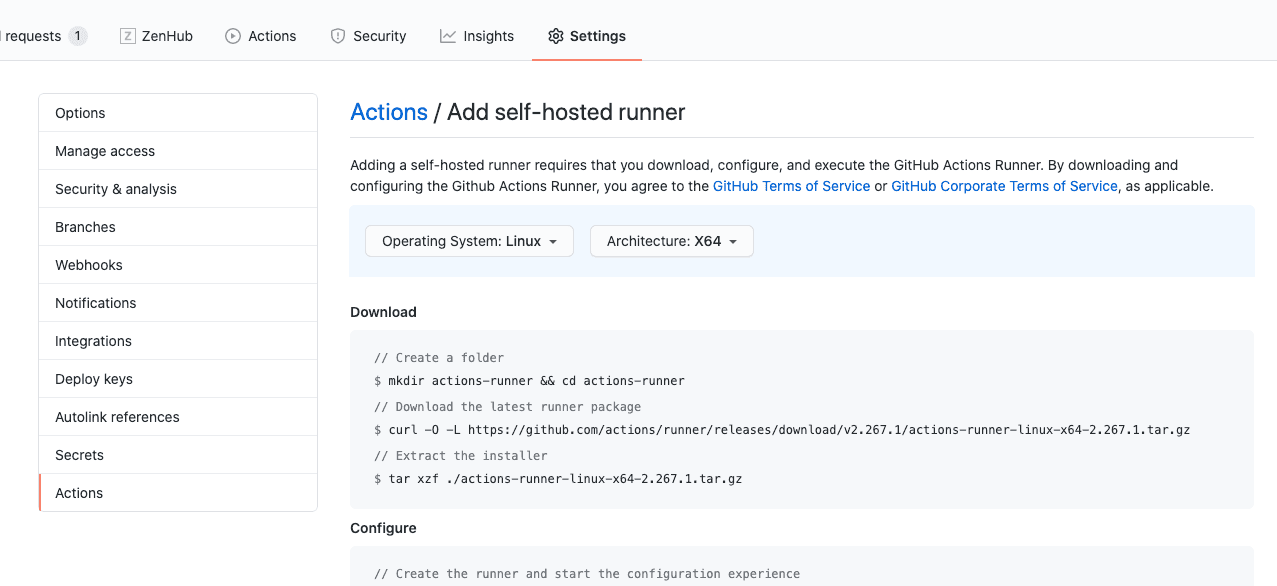 requests 1 ZenHub Actions Security Insights Settings
Options
Manage access
Security & analysis
Branches
Webhooks
Notifications
Integrations
Deploy keys
Autolink references
Secrets
Actions
Actions / Add self-hosted runner
Adding a self-hosted runner requires that you download, configure, and execute the GitHub Actions Runner. By downloading and
configuring the Github Actions Runner, you agree to the GitHub Terms of Service or GitHub Corporate Terms of Service, as applicable.
Operating System: Linux Architecture: X64
Download
// Create a folder
$ mkdir actions-runner && cd actions-runner
// Download the latest runner package
$ curl -O -L https://github.com/actions/runner/releases/download/v2.267.1/actions-runner-linux-x64-2.267.1.tar.gz
// Extract the installer
$ tar xzf ./actions-runner-linux-x64-2.267.1.tar.gz
Configure
// Create the runner and start the configuration experience